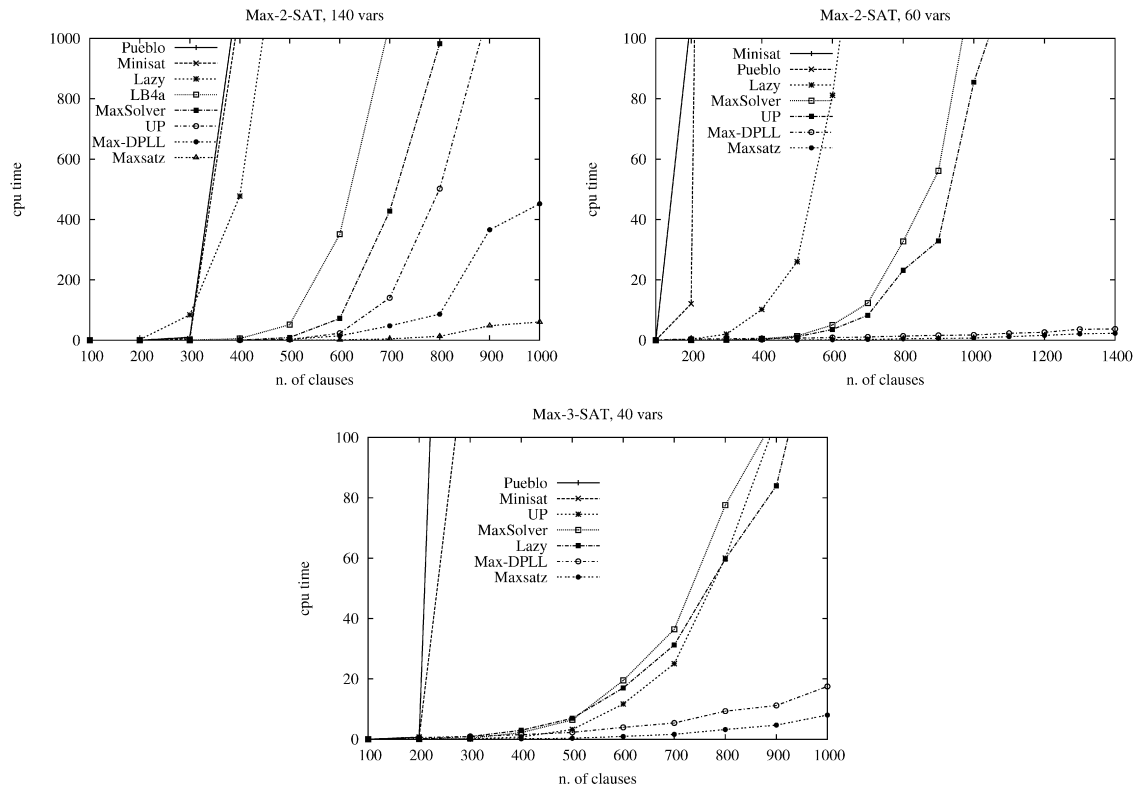 Max-2-SAT, 140 vars
1000
800
600
400
200
0
cpu time
Pueblo
Minisat
Lazy
LB4a
MaxSolver
UP
Max-DPLL
Maxsatz
100 200 300 400 500 600 700 800 900 1000
n. of clauses
Max-2-SAT, 60 vars
100
80
60
40
20
0
cpu time
Minisat
Pueblo
Lazy
MaxSolver
UP
Max-DPLL
Maxsatz
200 400 600 800 1000 1200 1400
n. of clauses
Max-3-SAT, 40 vars
100
80
60
40
20
0
cpu time
Pueblo
Minisat
UP
MaxSolver
Lazy
Max-DPLL
Maxsatz
100 200 300 400 500 600 700 800 900 1000
n. of clauses